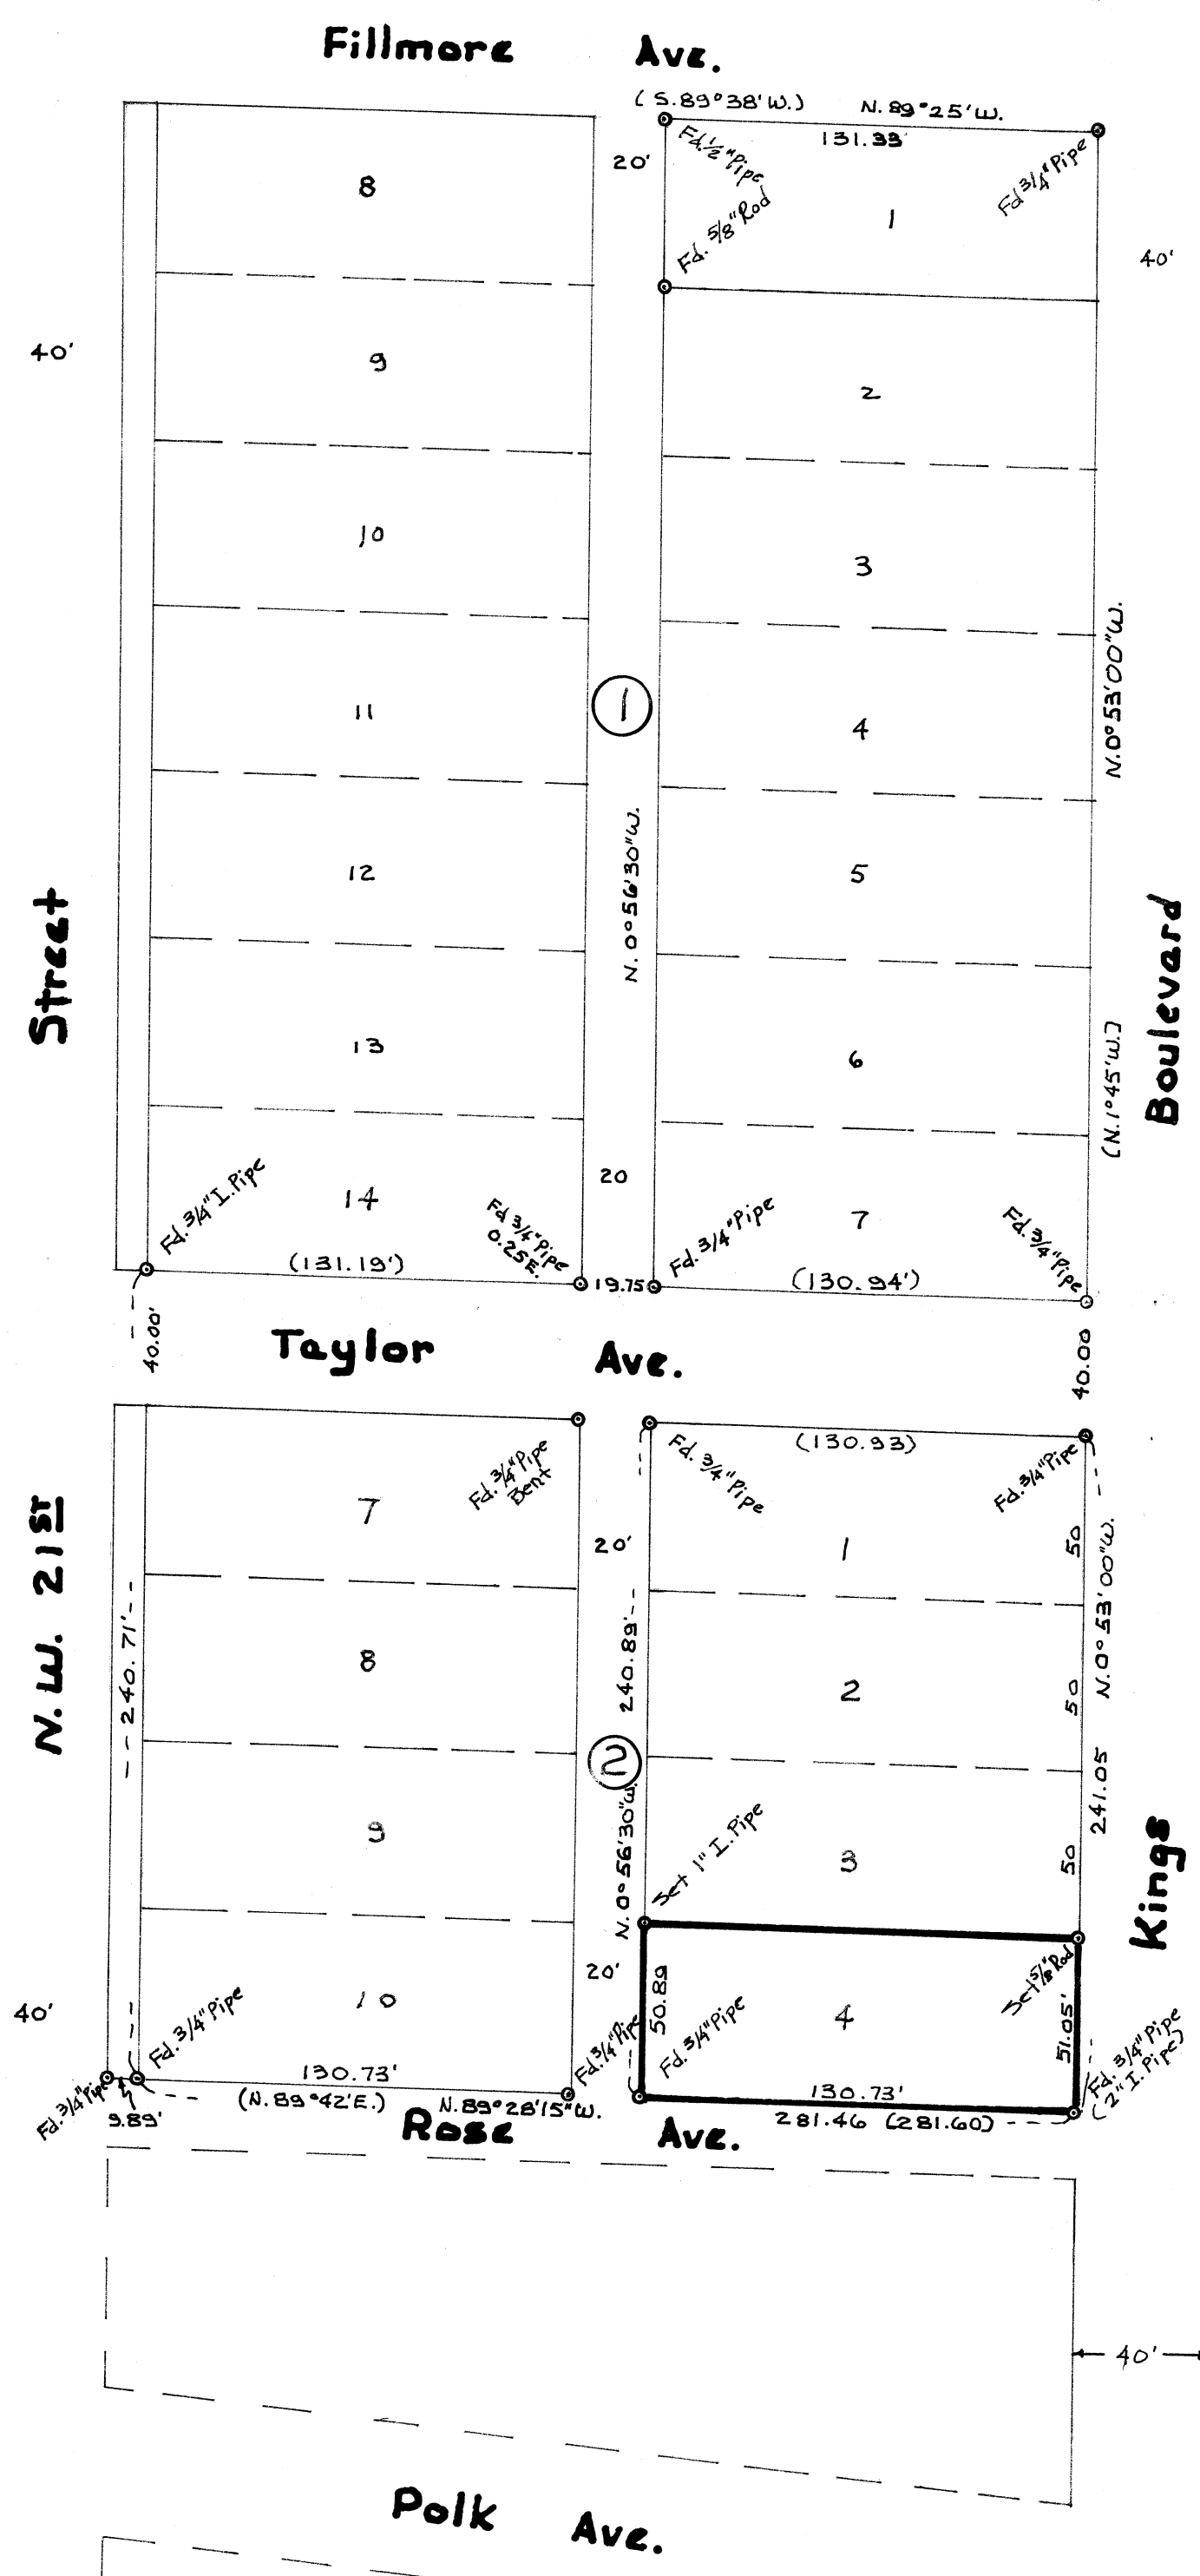 Fillmore Ave.
(S.89°38'W.) N.89°25'W.
131.33
20'
Fd.1/2"Pipe
Fd. 5/8"Rod
Fd 3/4"Pipe
8
1
40'
40'
9
2
10
3
N.0°53'00"W.
11
1
4
12
N. 0°56'30"W.
5
Street
Boulevard
13
6
(N.1°45'W.)
14
20
7
Fd. 3/4"I.Pipe
Fd 3/4"Pipe
0.25E.
Fd. 3/4"Pipe
Fd. 3/4"Pipe
(131.19')
19.75
(130.94')
40.00'
40.00
Taylor Ave.
(130.93)
Fd. 3/4"Pipe
Bent
Fd. 3/4"Pipe
Fd. 3/4"Pipe
7
20'
1
50
N.0°53'00"W.
N.W. 21ST
240.71'
8
240.89'
2
50
2
241.05
9
N.0°56'30"W.
Set 1" I.Pipe
3
50
Kings
20'
Set 5/8"Rod
40'
10
50.89
4
51.05'
Fd. 3/4"Pipe
Fd. 3/4"Pipe
Fd. 3/4"Pipe
Fd. 3/4"Pipe
(2" I.Pipe)
Fd. 3/4"Pipe
9.89'
130.73'
130.73'
(N.89°42'E.) N.89°28'15"W.
281.46 (281.60)
Rose Ave.
40'
Polk Ave.